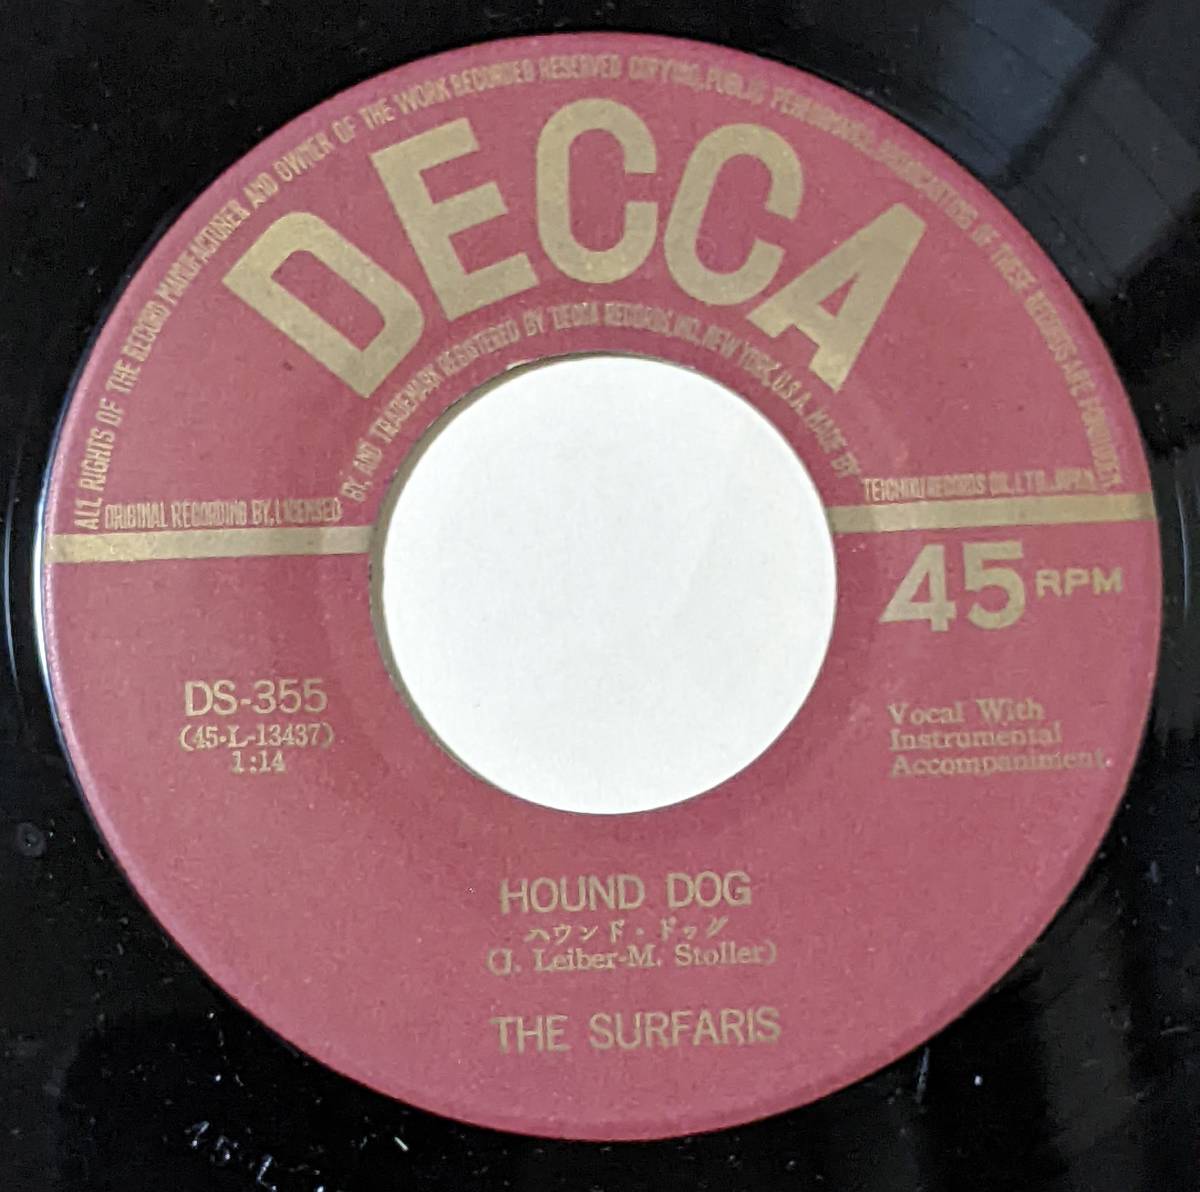 ALL RIGHTS OF THE RECORD MANUFACTURER AND OWNER OF THE WORK RECORDED RESERVED COPYING, PUBLIC PERFORMANCE, BROADCASTING OF THESE RECORDS ARE FORBIDDEN
DECCA
ORIGINAL RECORDING BY, LICENSED
BY, AND TRADEMARK REGISTERED BY DECCA RECORDS, INC., NEW YORK, U.S.A. MADE BY
TEICHIKU RECORDS CO., LTD., JAPAN
45 RPM
DS-355
(45-L-13437)
1:14
Vocal With
Instrumental
Accompaniment.
HOUND DOG
ハウンド・ドッグ
(J. Leiber-M. Stoller)
THE SURFARIS
45-L